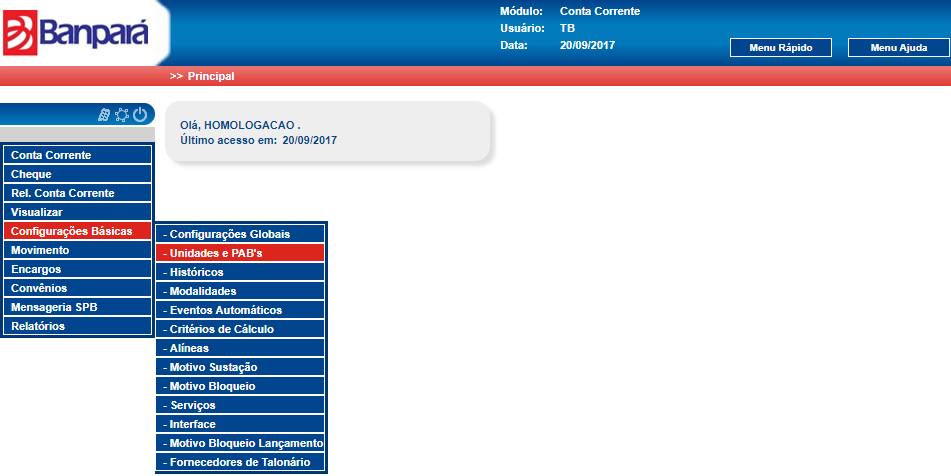 Banpará
Módulo: Conta Corrente
Usuário: TB
Data: 20/09/2017
Menu Rápido
Menu Ajuda
>> Principal
Olá, HOMOLOGACAO .
Último acesso em: 20/09/2017
Conta Corrente
Cheque
Rel. Conta Corrente
Visualizar
Configurações Básicas
Movimento
Encargos
Convênios
Mensageria SPB
Relatórios
- Configurações Globais
- Unidades e PAB's
- Históricos
- Modalidades
- Eventos Automáticos
- Critérios de Cálculo
- Alíneas
- Motivo Sustação
- Motivo Bloqueio
- Serviços
- Interface
- Motivo Bloqueio Lançamento
- Fornecedores de Talonário